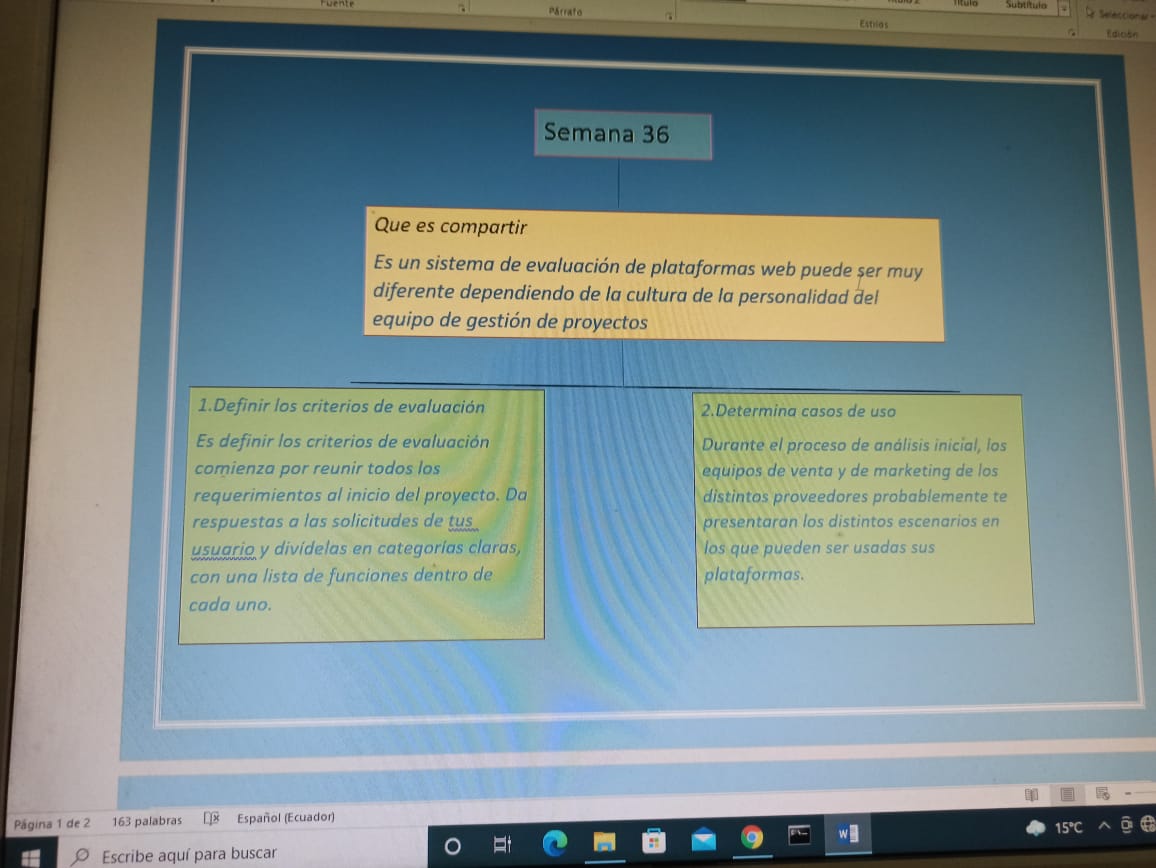 Fuente
Párrafo
Estilos
Título
Subtítulo
Seleccionar
Edición
Semana 36
Que es compartir
Es un sistema de evaluación de plataformas web puede ser muy
diferente dependiendo de la cultura de la personalidad del
equipo de gestión de proyectos
1.Definir los criterios de evaluación
Es definir los criterios de evaluación
comienza por reunir todos los
requerimientos al inicio del proyecto. Da
respuestas a las solicitudes de tus
usuario y divídelas en categorías claras,
con una lista de funciones dentro de
cada uno.
2.Determina casos de uso
Durante el proceso de análisis inicial, los
equipos de venta y de marketing de los
distintos proveedores probablemente te
presentaran los distintos escenarios en
los que pueden ser usadas sus
plataformas.
Página 1 de 2 163 palabras Español (Ecuador)
Escribe aquí para buscar
15°C